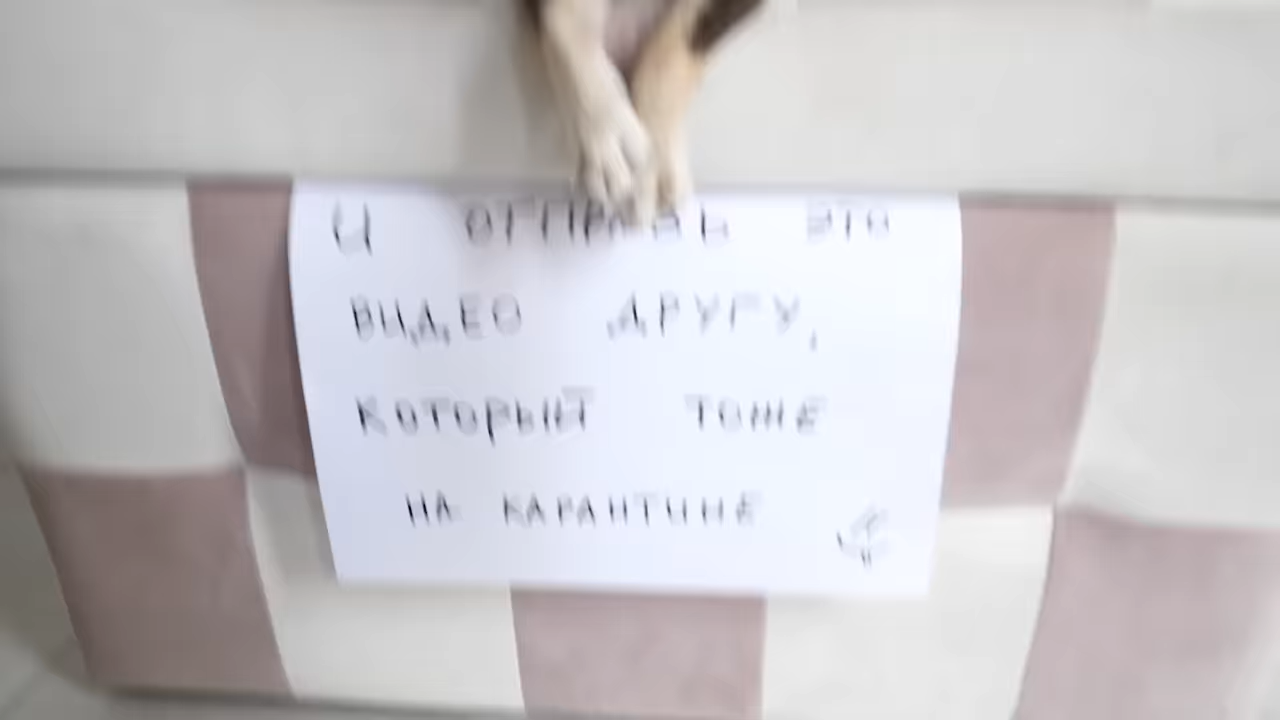 И ОТПРАВЬ ЭТО
ВИДЕО ДРУГУ,
КОТОРЫЙ ТОЖЕ
НА КАРАНТИНЕ